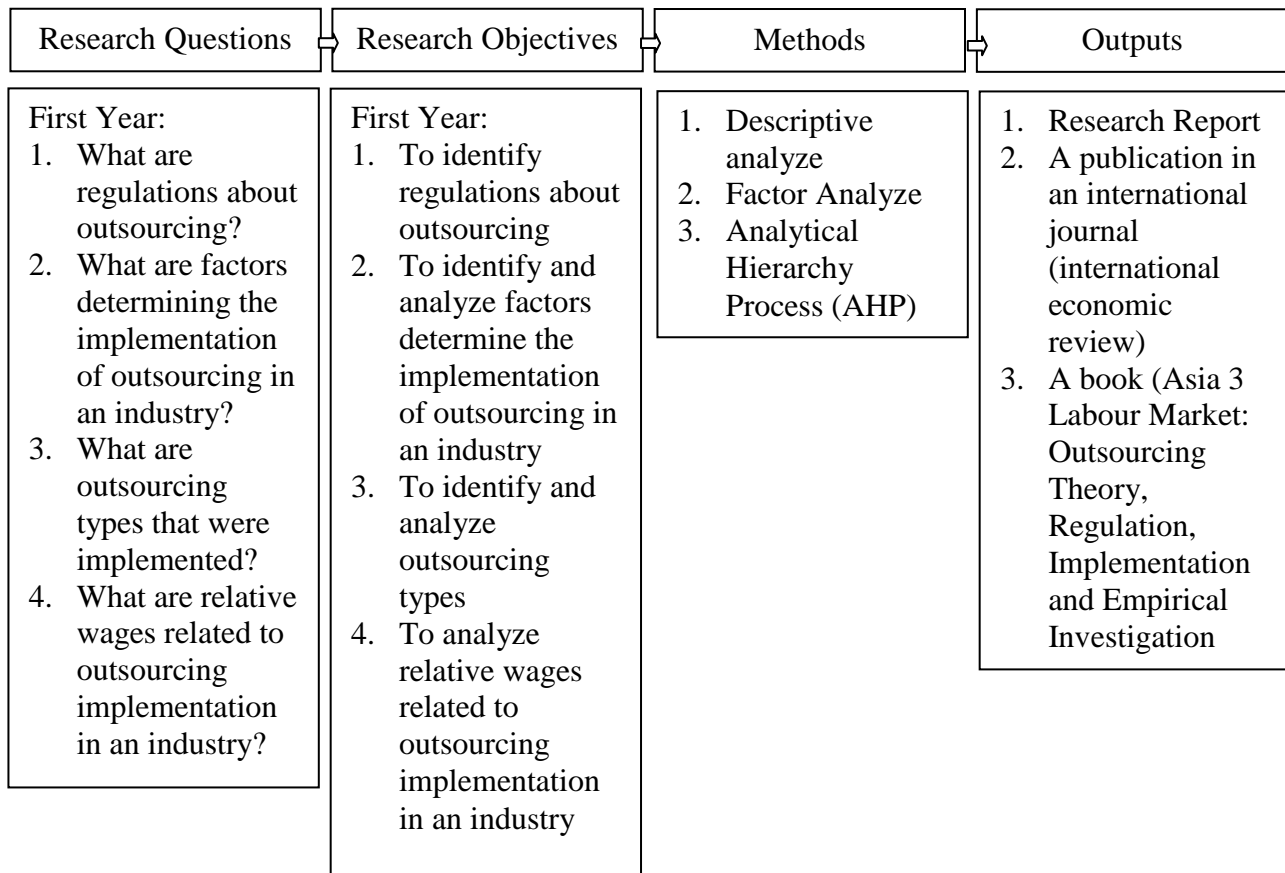 Research Questions
Research Objectives
Methods
Outputs
First Year:
1. What are
regulations about
outsourcing?
2. What are factors
determining the
implementation
of outsourcing in
an industry?
3. What are
outsourcing
types that were
implemented?
4. What are relative
wages related to
outsourcing
implementation
in an industry?
First Year:
1. To identify
regulations about
outsourcing
2. To identify and
analyze factors
determine the
implementation
of outsourcing in
an industry
3. To identify and
analyze
outsourcing
types
4. To analyze
relative wages
related to
outsourcing
implementation
in an industry
1. Descriptive
analyze
2. Factor Analyze
3. Analytical
Hierarchy
Process (AHP)
1. Research Report
2. A publication in
an international
journal
(international
economic
review)
3. A book (Asia 3
Labour Market:
Outsourcing
Theory,
Regulation,
Implementation
and Empirical
Investigation